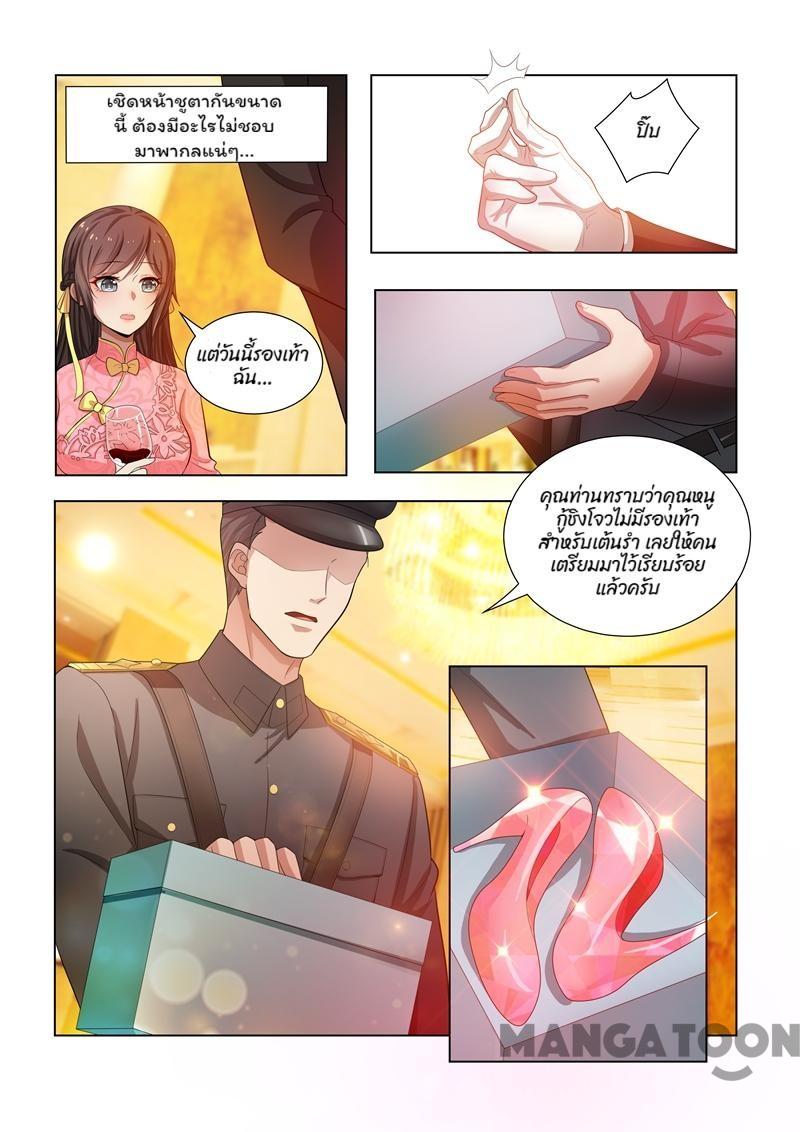 เชิดหน้าชูตากันขนาด
นี้ ต้องมีอะไรไม่ชอบ
มาพากลแน่ๆ...
ปิ๊บ
แต่วันนี้รองเท้า
ฉัน...
คุณท่านทราบว่าคุณหนู
กู้ชิงโจวไม่มีรองเท้า
สำหรับเต้นรำ เลยให้คน
เตรียมมาไว้เรียบร้อย
แล้วครับ
MANGATOON